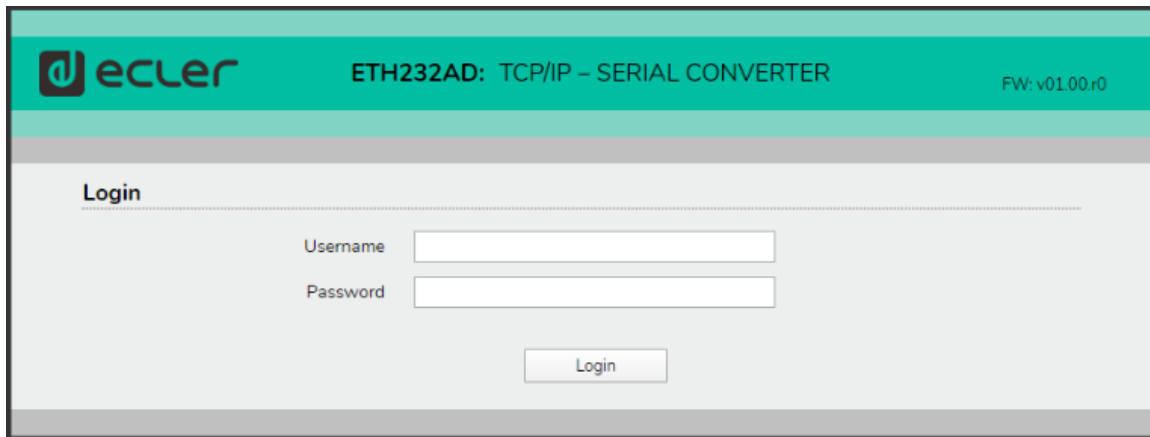 ecler
ETH232AD: TCP/IP – SERIAL CONVERTER
FW: v01.00.r0
Login
Username
Password
Login